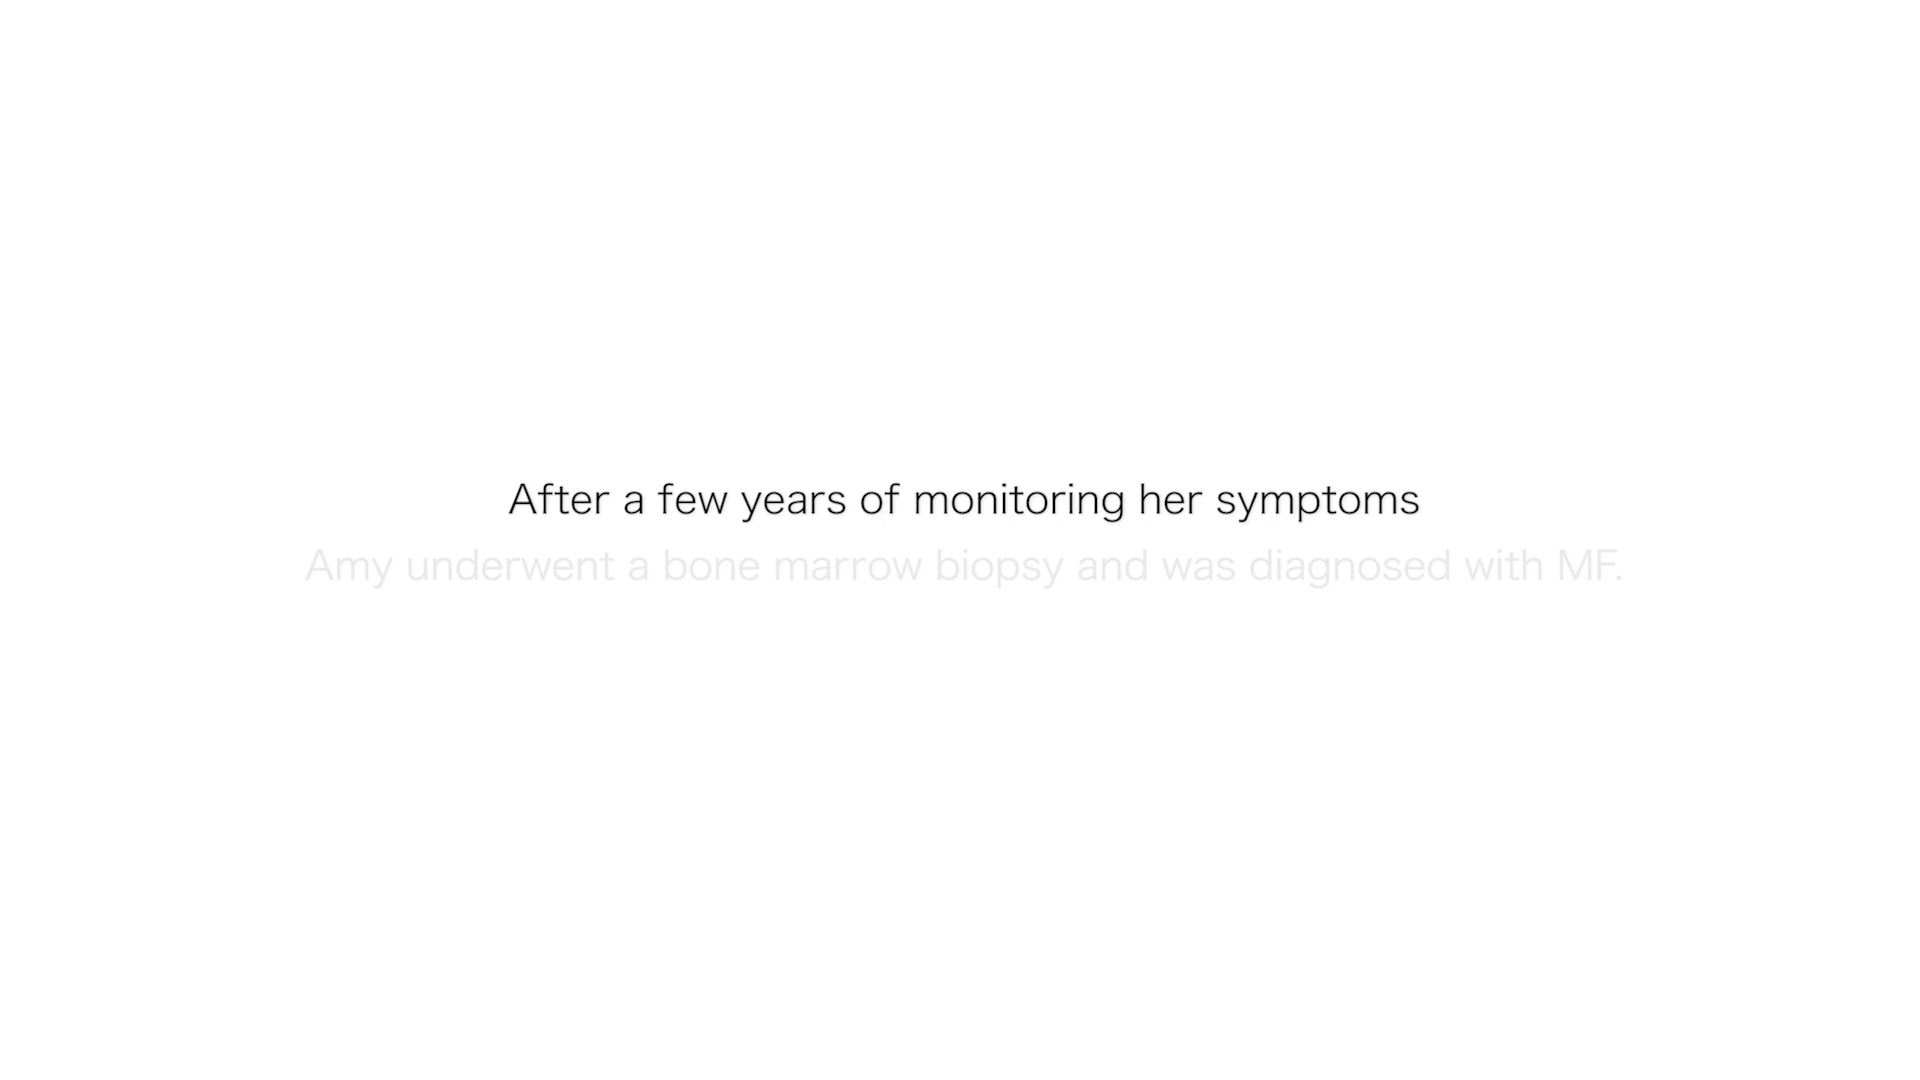 After a few years of monitoring her symptoms
Amy underwent a bone marrow biopsy and was diagnosed with MF.